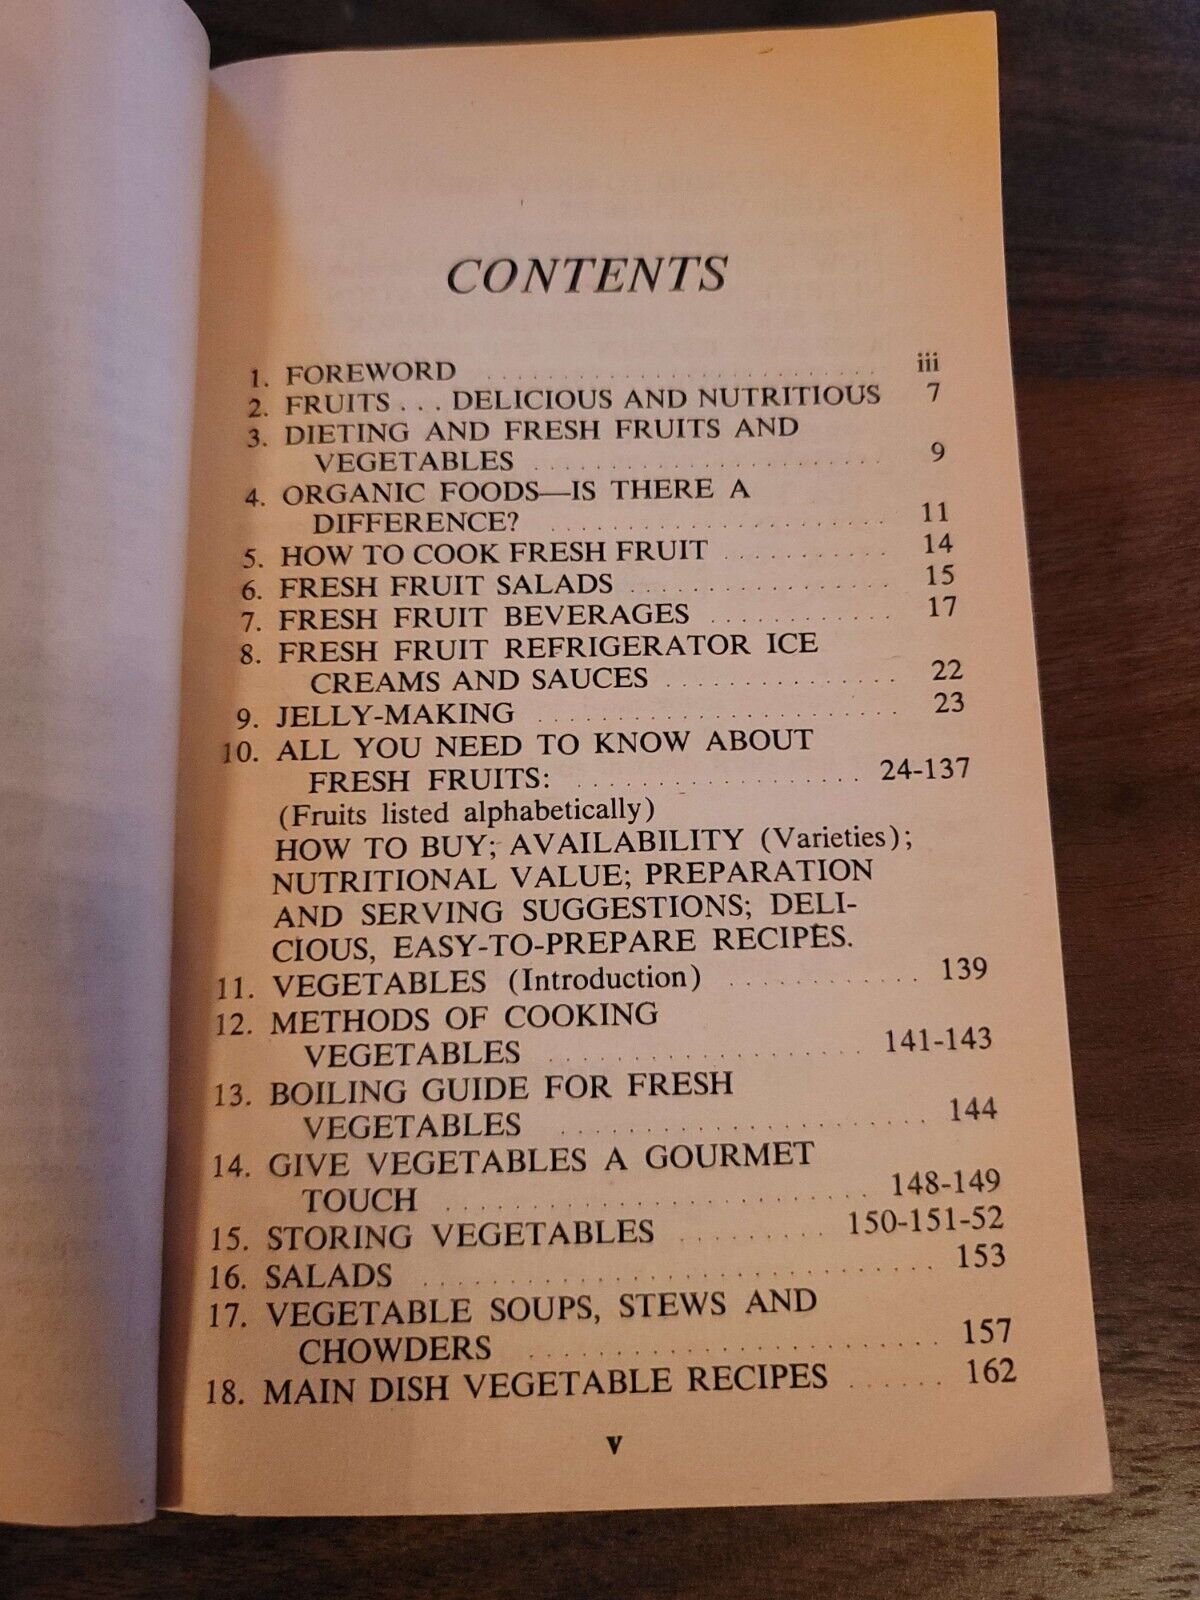 CONTENTS
1. FOREWORD . . . . . . . . . . . . . . . . . . . . . . . . . . . . iii
2. FRUITS . . . DELICIOUS AND NUTRITIOUS 7
3. DIETING AND FRESH FRUITS AND
VEGETABLES . . . . . . . . . . . . . . . . . . . . . . . . 9
4. ORGANIC FOODS—IS THERE A
DIFFERENCE? . . . . . . . . . . . . . . . . . . . . . . . 11
5. HOW TO COOK FRESH FRUIT . . . . . . . . . . . 14
6. FRESH FRUIT SALADS . . . . . . . . . . . . . . . . . 15
7. FRESH FRUIT BEVERAGES . . . . . . . . . . . . 17
8. FRESH FRUIT REFRIGERATOR ICE
CREAMS AND SAUCES . . . . . . . . . . . . . . . 22
9. JELLY-MAKING . . . . . . . . . . . . . . . . . . . . . . . . 23
10. ALL YOU NEED TO KNOW ABOUT
FRESH FRUITS: . . . . . . . . . . . . . . . . . . 24-137
(Fruits listed alphabetically)
HOW TO BUY; AVAILABILITY (Varieties);
NUTRITIONAL VALUE; PREPARATION
AND SERVING SUGGESTIONS; DELI-
CIOUS, EASY-TO-PREPARE RECIPES.
11. VEGETABLES (Introduction) . . . . . . . . . . . . 139
12. METHODS OF COOKING
VEGETABLES . . . . . . . . . . . . . . . . . . . 141-143
13. BOILING GUIDE FOR FRESH
VEGETABLES . . . . . . . . . . . . . . . . . . . . . . 144
14. GIVE VEGETABLES A GOURMET
TOUCH . . . . . . . . . . . . . . . . . . . . . . . . . 148-149
15. STORING VEGETABLES . . . . . . . . . 150-151-52
16. SALADS . . . . . . . . . . . . . . . . . . . . . . . . . . . . . 153
17. VEGETABLE SOUPS, STEWS AND
CHOWDERS . . . . . . . . . . . . . . . . . . . . . . . . 157
18. MAIN DISH VEGETABLE RECIPES . . . . . . 162
v